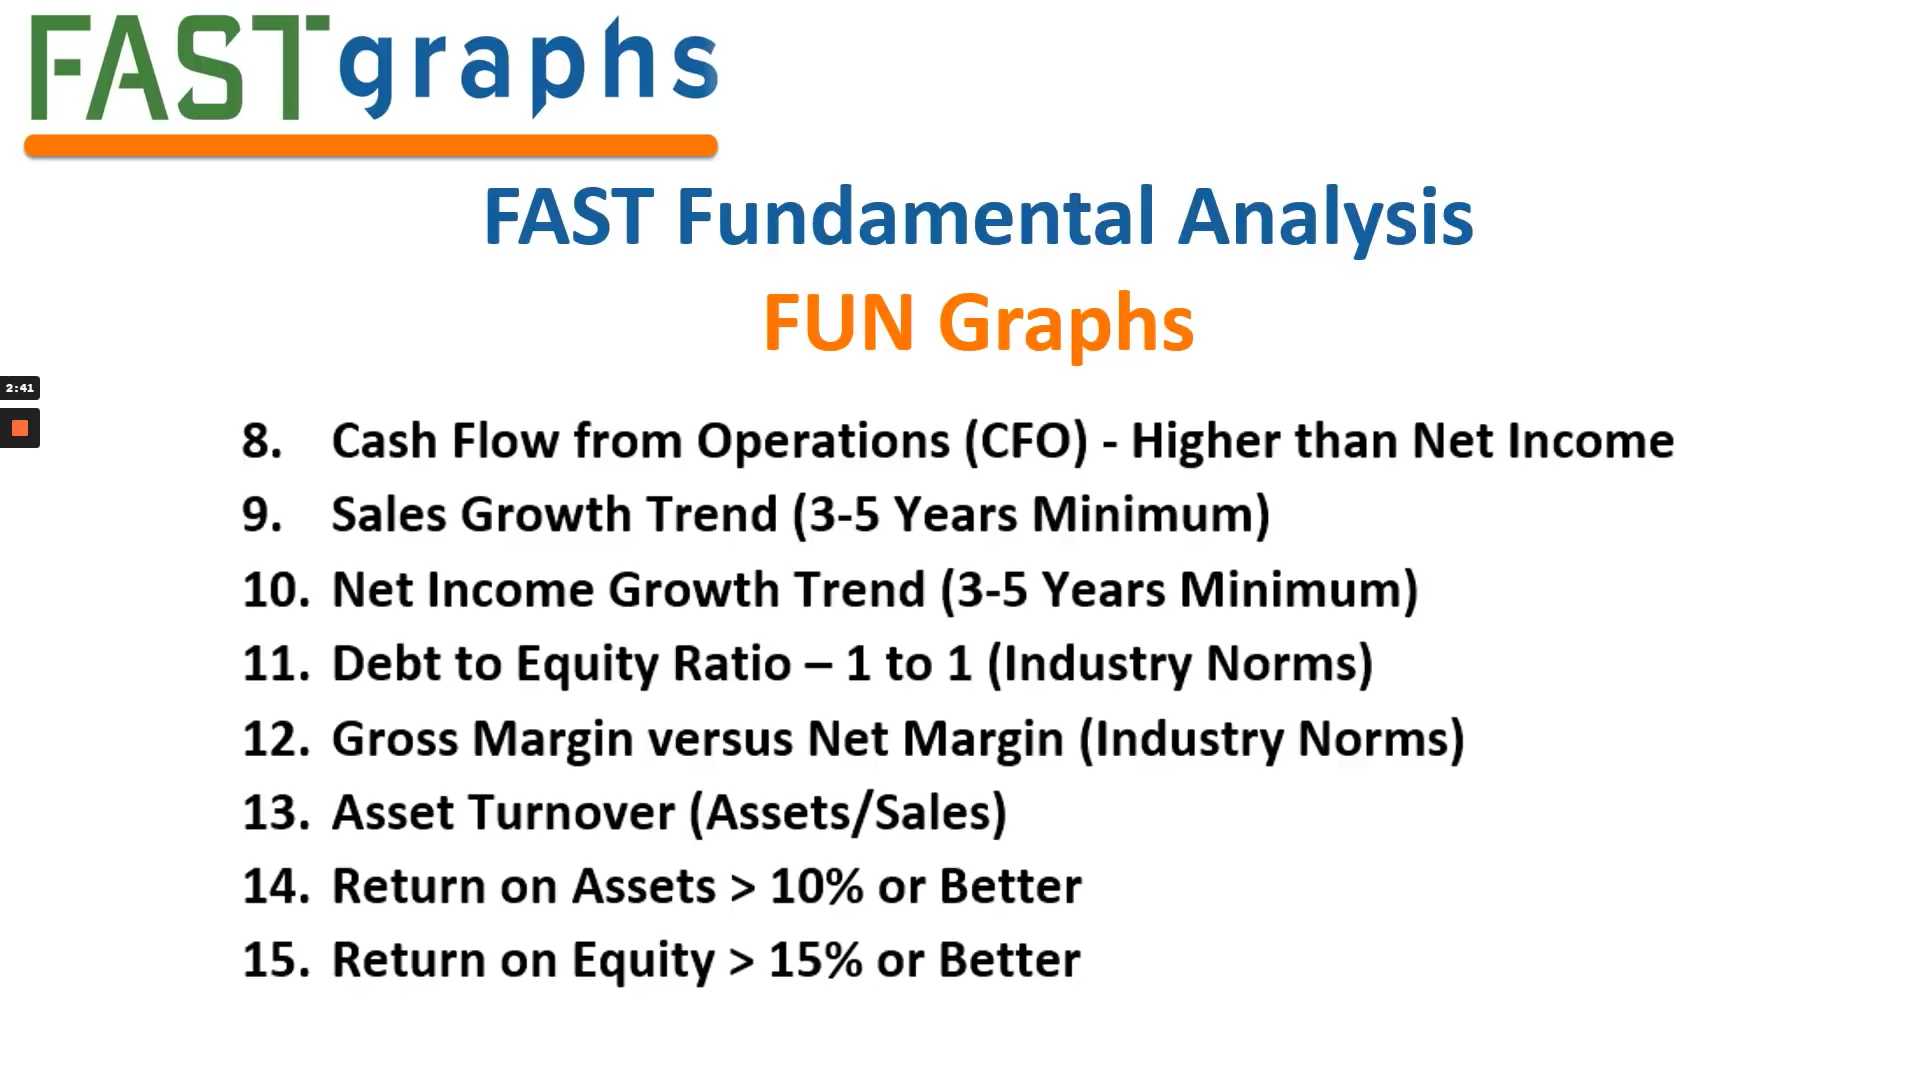 FASTgraphs
FAST Fundamental Analysis
FUN Graphs
2:41
8. Cash Flow from Operations (CFO) - Higher than Net Income
9. Sales Growth Trend (3-5 Years Minimum)
10. Net Income Growth Trend (3-5 Years Minimum)
11. Debt to Equity Ratio – 1 to 1 (Industry Norms)
12. Gross Margin versus Net Margin (Industry Norms)
13. Asset Turnover (Assets/Sales)
14. Return on Assets > 10% or Better
15. Return on Equity > 15% or Better